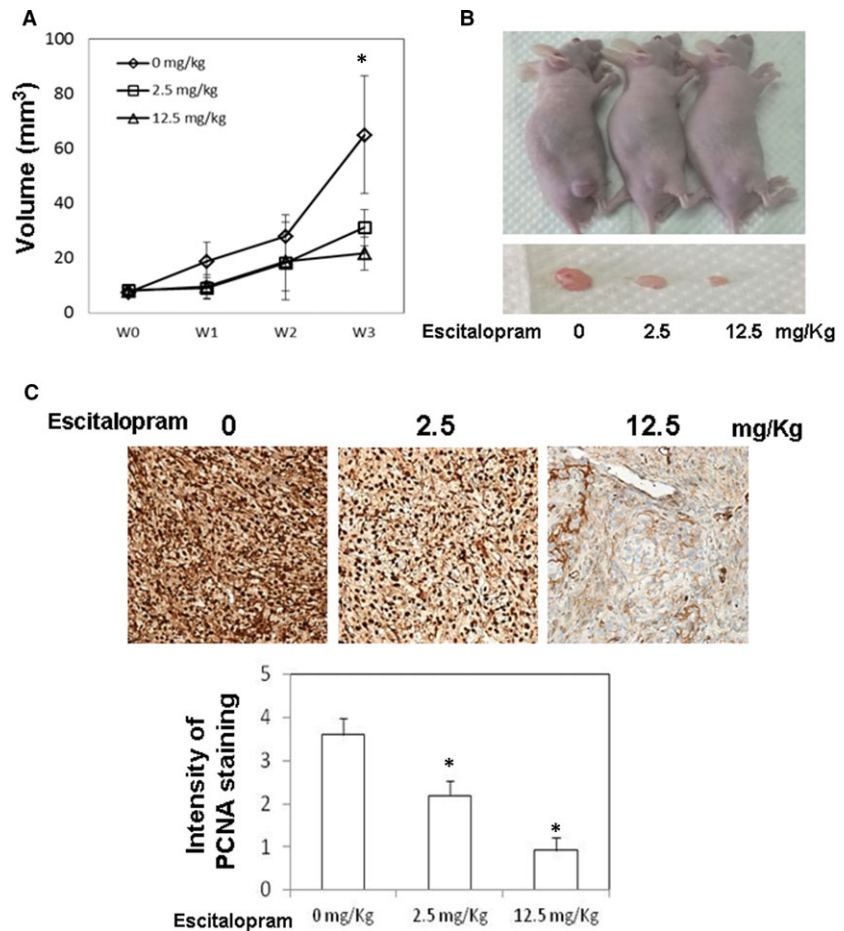 A
100
80
60
40
20
0
Volume (mm³)
*
0 mg/kg
2.5 mg/kg
12.5 mg/kg
W0 W1 W2 W3
B
Escitalopram 0 2.5 12.5 mg/Kg
C
Escitalopram 0 2.5 12.5 mg/Kg
Intensity of
PCNA staining
5
4
3
2
1
0
*
*
Escitalopram 0 mg/Kg 2.5 mg/Kg 12.5 mg/Kg